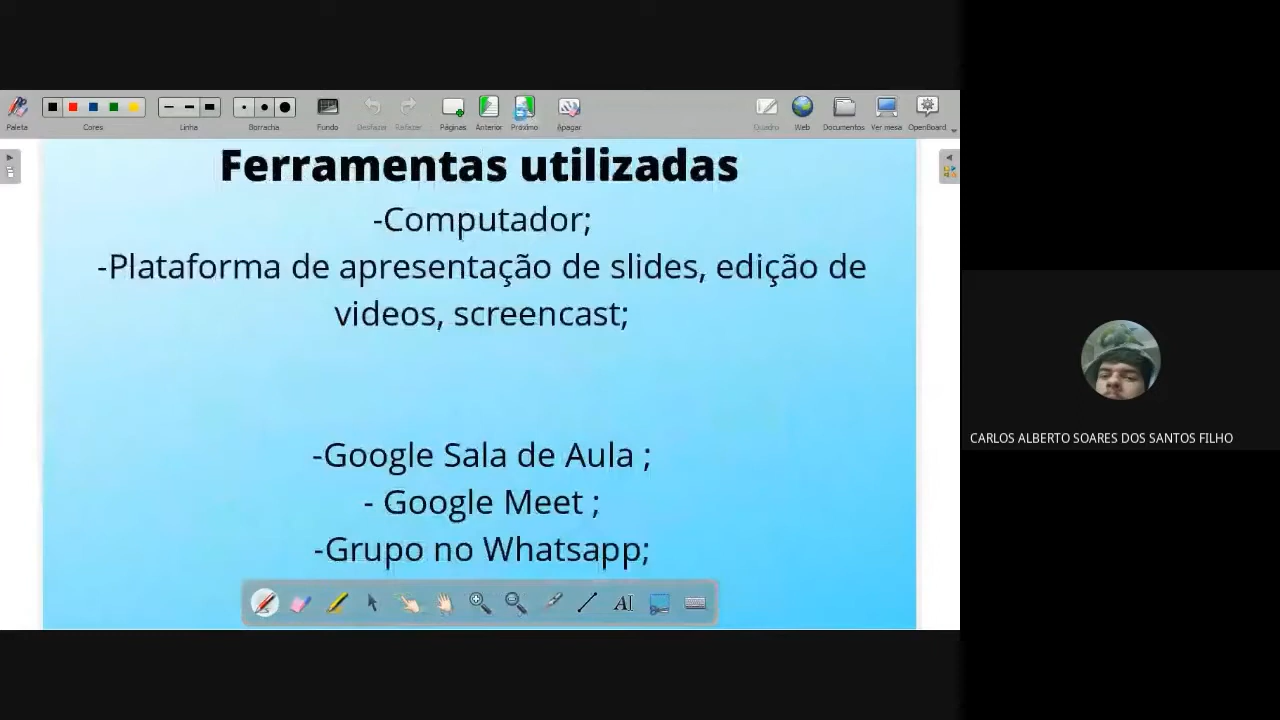 Paleta Cores Linha Borracha Fundo Desfazer Refazer Páginas Anterior Próximo Apagar Quadro Web Documentos Ver mesa OpenBoard
Ferramentas utilizadas
-Computador;
-Plataforma de apresentação de slides, edição de
videos, screencast;
-Google Sala de Aula ;
- Google Meet ;
-Grupo no Whatsapp;
AI
CARLOS ALBERTO SOARES DOS SANTOS FILHO